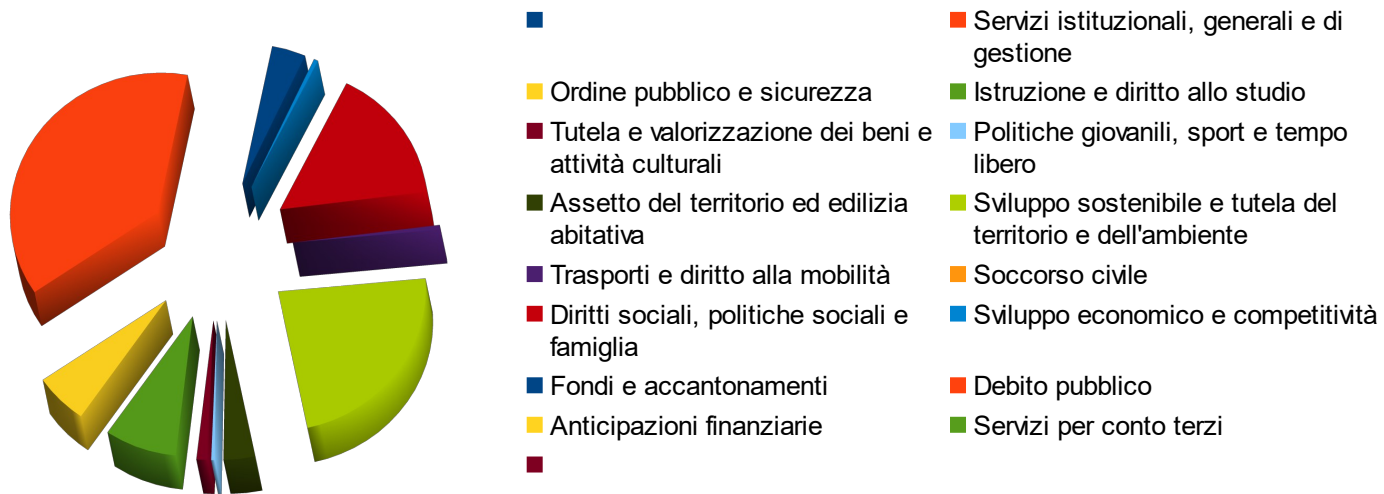 Servizi istituzionali, generali e di
gestione
Ordine pubblico e sicurezza
Istruzione e diritto allo studio
Tutela e valorizzazione dei beni e
attività culturali
Politiche giovanili, sport e tempo
libero
Assetto del territorio ed edilizia
abitativa
Sviluppo sostenibile e tutela del
territorio e dell'ambiente
Trasporti e diritto alla mobilità
Soccorso civile
Diritti sociali, politiche sociali e
famiglia
Sviluppo economico e competitività
Fondi e accantonamenti
Debito pubblico
Anticipazioni finanziarie
Servizi per conto terzi